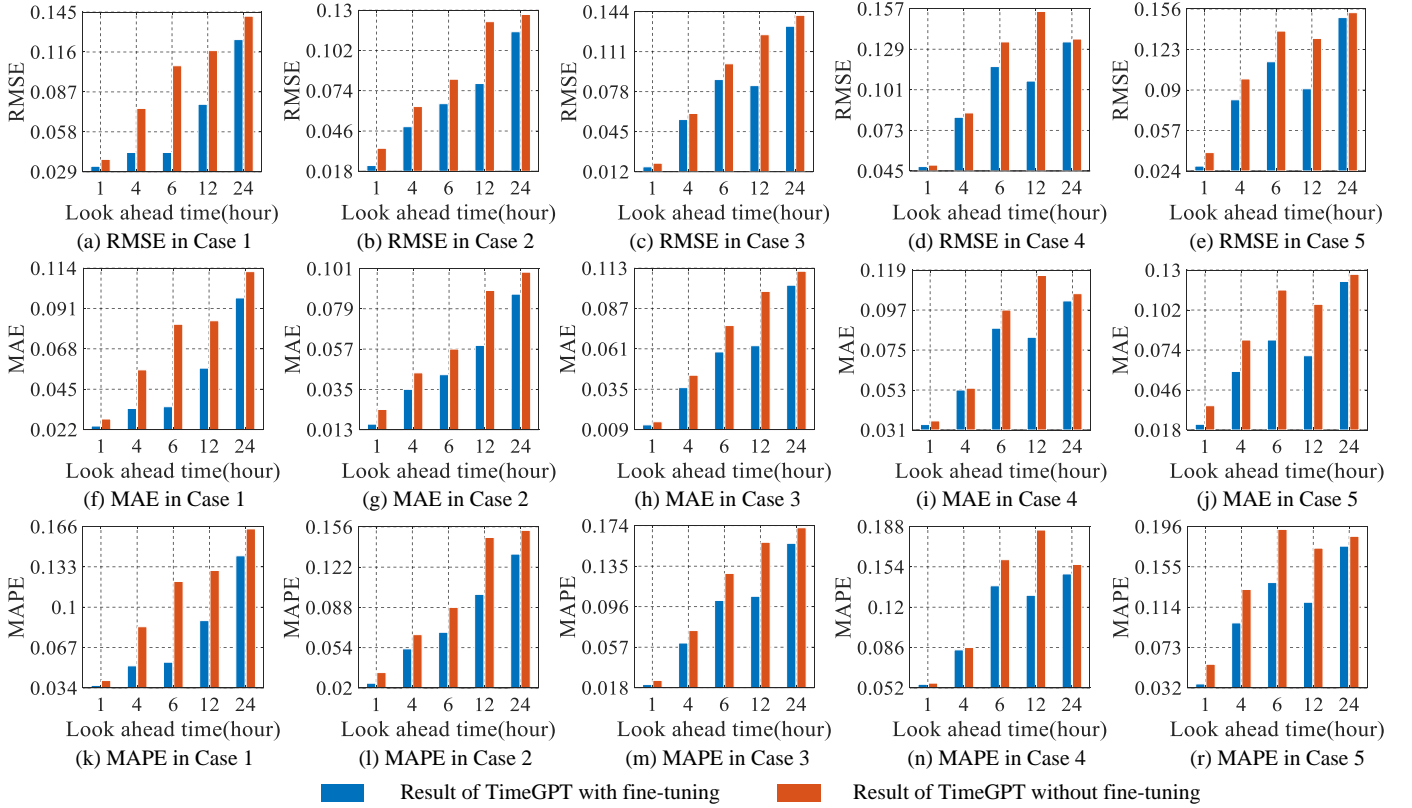 0.145
0.116
0.087
0.058
0.029
RMSE
1 4 6 12 24
Look ahead time(hour)
(a) RMSE in Case 1
0.13
0.102
0.074
0.046
0.018
RMSE
1 4 6 12 24
Look ahead time(hour)
(b) RMSE in Case 2
0.144
0.111
0.078
0.045
0.012
RMSE
1 4 6 12 24
Look ahead time(hour)
(c) RMSE in Case 3
0.157
0.129
0.101
0.073
0.045
RMSE
1 4 6 12 24
Look ahead time(hour)
(d) RMSE in Case 4
0.156
0.123
0.09
0.057
0.024
RMSE
1 4 6 12 24
Look ahead time(hour)
(e) RMSE in Case 5
0.114
0.091
0.068
0.045
0.022
MAE
1 4 6 12 24
Look ahead time(hour)
(f) MAE in Case 1
0.101
0.079
0.057
0.035
0.013
MAE
1 4 6 12 24
Look ahead time(hour)
(g) MAE in Case 2
0.113
0.087
0.061
0.035
0.009
MAE
1 4 6 12 24
Look ahead time(hour)
(h) MAE in Case 3
0.119
0.097
0.075
0.053
0.031
MAE
1 4 6 12 24
Look ahead time(hour)
(i) MAE in Case 4
0.13
0.102
0.074
0.046
0.018
MAE
1 4 6 12 24
Look ahead time(hour)
(j) MAE in Case 5
0.166
0.133
0.1
0.067
0.034
MAPE
1 4 6 12 24
Look ahead time(hour)
(k) MAPE in Case 1
0.156
0.122
0.088
0.054
0.02
MAPE
1 4 6 12 24
Look ahead time(hour)
(l) MAPE in Case 2
0.174
0.135
0.096
0.057
0.018
MAPE
1 4 6 12 24
Look ahead time(hour)
(m) MAPE in Case 3
0.188
0.154
0.12
0.086
0.052
MAPE
1 4 6 12 24
Look ahead time(hour)
(n) MAPE in Case 4
0.196
0.155
0.114
0.073
0.032
MAPE
1 4 6 12 24
Look ahead time(hour)
(r) MAPE in Case 5
Result of TimeGPT with fine-tuning
Result of TimeGPT without fine-tuning